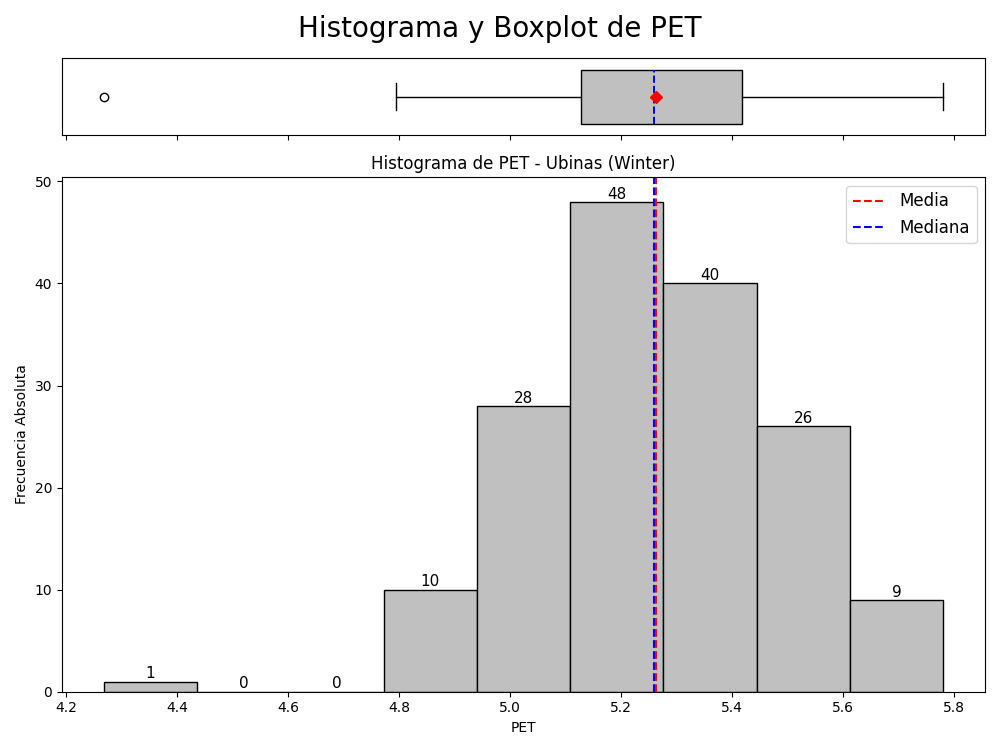 Histograma y Boxplot de PET
Histograma de PET - Ubinas (Winter)
Media
Mediana
Frecuencia Absoluta
50
40
30
20
10
0
1
0
0
10
28
48
40
26
9
4.2 4.4 4.6 4.8 5.0 5.2 5.4 5.6 5.8
PET